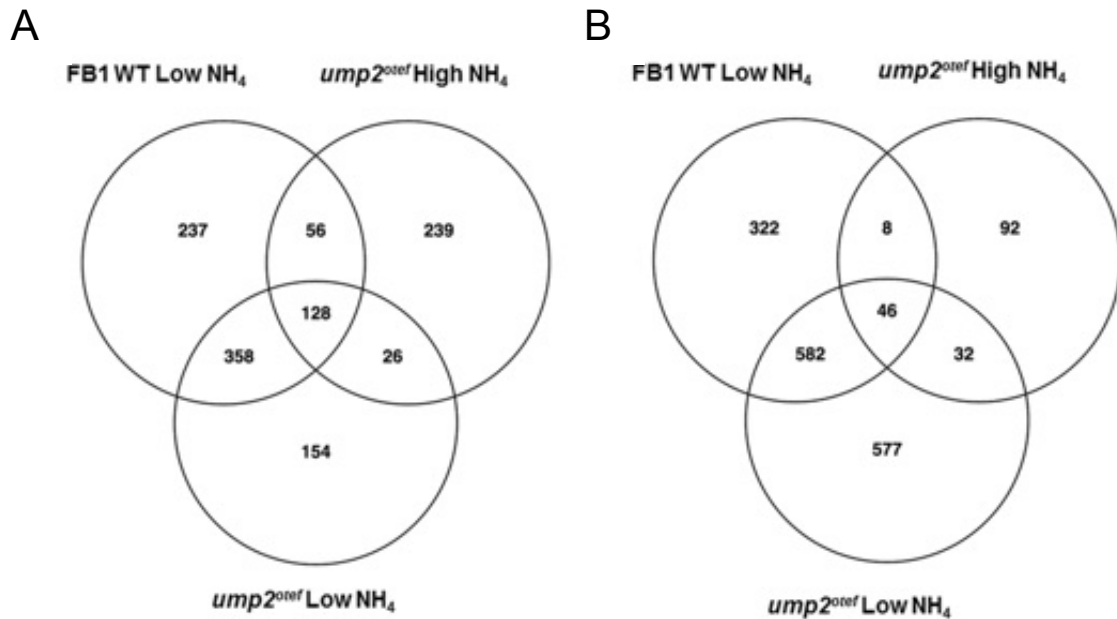 A
B
FB1 WT Low NH₄
ump2ᵒᵗᵉᶠ High NH₄
FB1 WT Low NH₄
ump2ᵒᵗᵉᶠ High NH₄
237
56
239
322
8
92
128
46
358
26
582
32
154
577
ump2ᵒᵗᵉᶠ Low NH₄
ump2ᵒᵗᵉᶠ Low NH₄